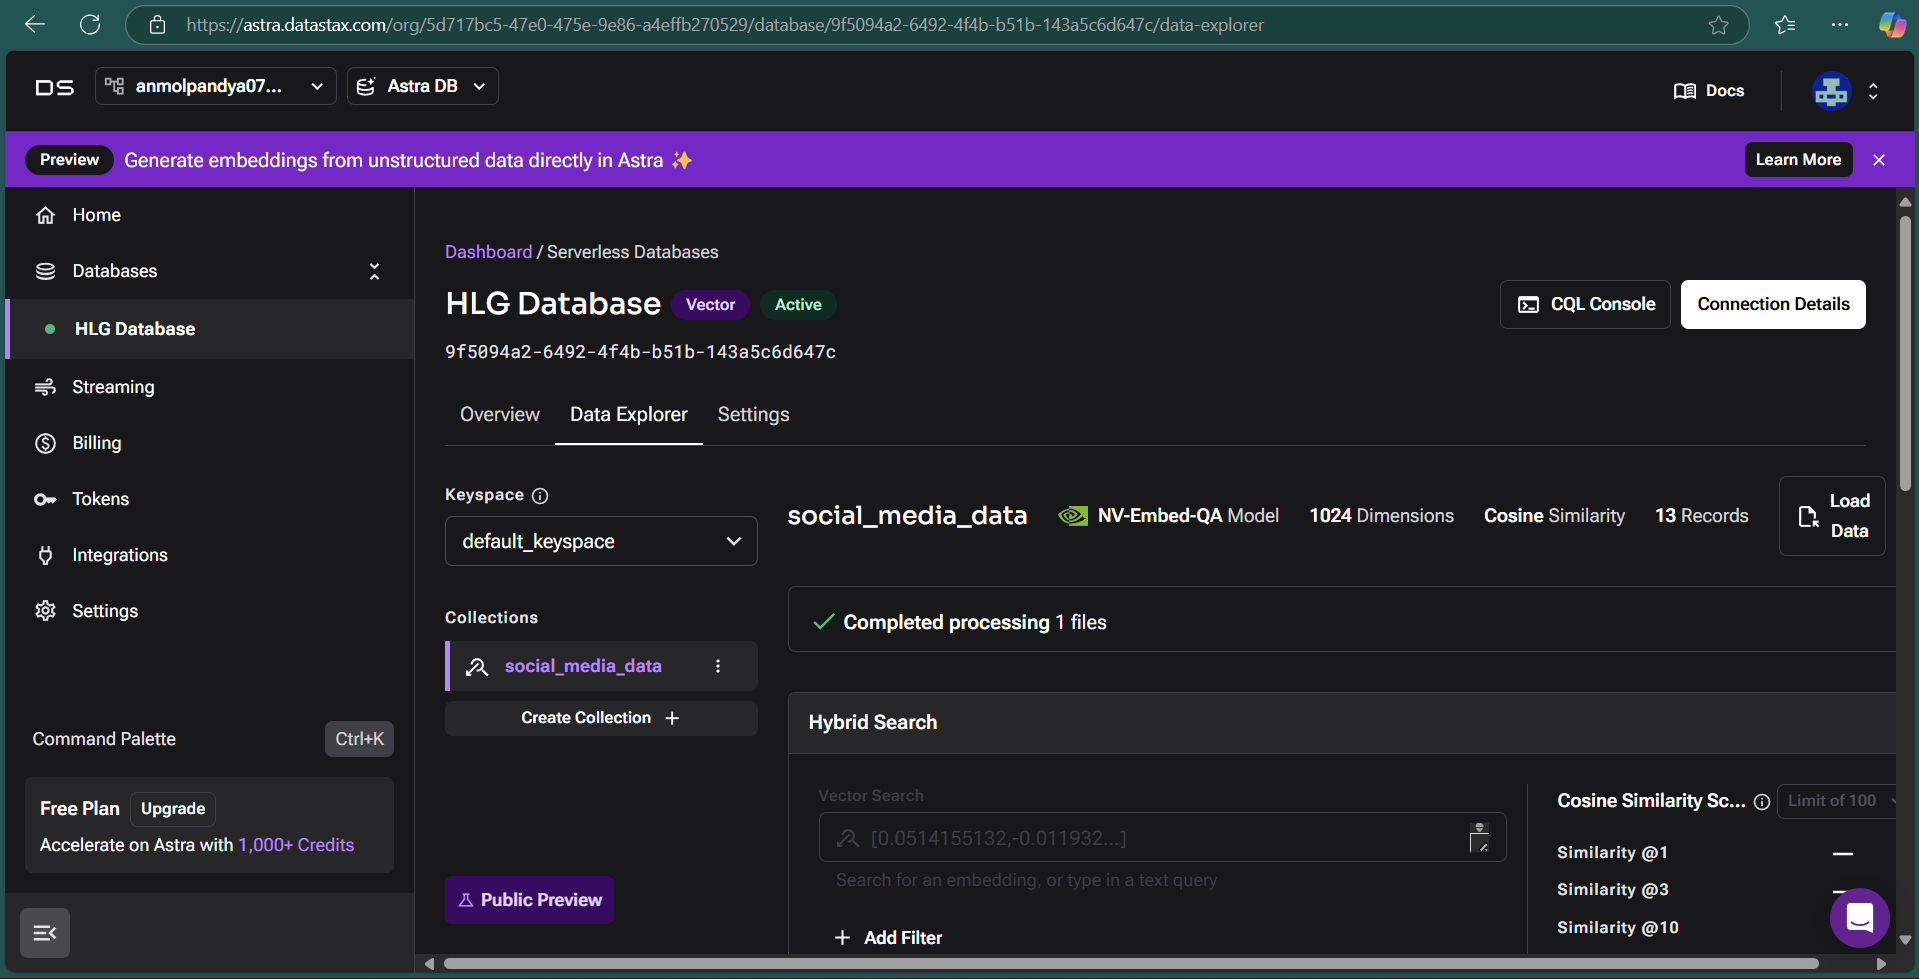 https://astra.datastax.com/org/5d717bc5-47e0-475e-9e86-a4effb270529/database/9f5094a2-6492-4f4b-b51b-143a5c6d647c/data-explorer
DS
anmolpandya07...
Astra DB
Docs
Preview
Generate embeddings from unstructured data directly in Astra ✨
Learn More
Home
Databases
HLG Database
Streaming
Billing
Tokens
Integrations
Settings
Command Palette
Ctrl+K
Free Plan
Upgrade
Accelerate on Astra with 1,000+ Credits
Dashboard / Serverless Databases
HLG Database
Vector
Active
CQL Console
Connection Details
9f5094a2-6492-4f4b-b51b-143a5c6d647c
Overview
Data Explorer
Settings
Keyspace
default_keyspace
Collections
social_media_data
Create Collection +
Public Preview
social_media_data
NV-Embed-QA Model
1024 Dimensions
Cosine Similarity
13 Records
Load
Data
Completed processing 1 files
Hybrid Search
Vector Search
[0.0514155132,-0.011932...]
Search for an embedding, or type in a text query
+ Add Filter
Cosine Similarity Sc...
Limit of 100
Similarity @1
—
Similarity @3
—
Similarity @10